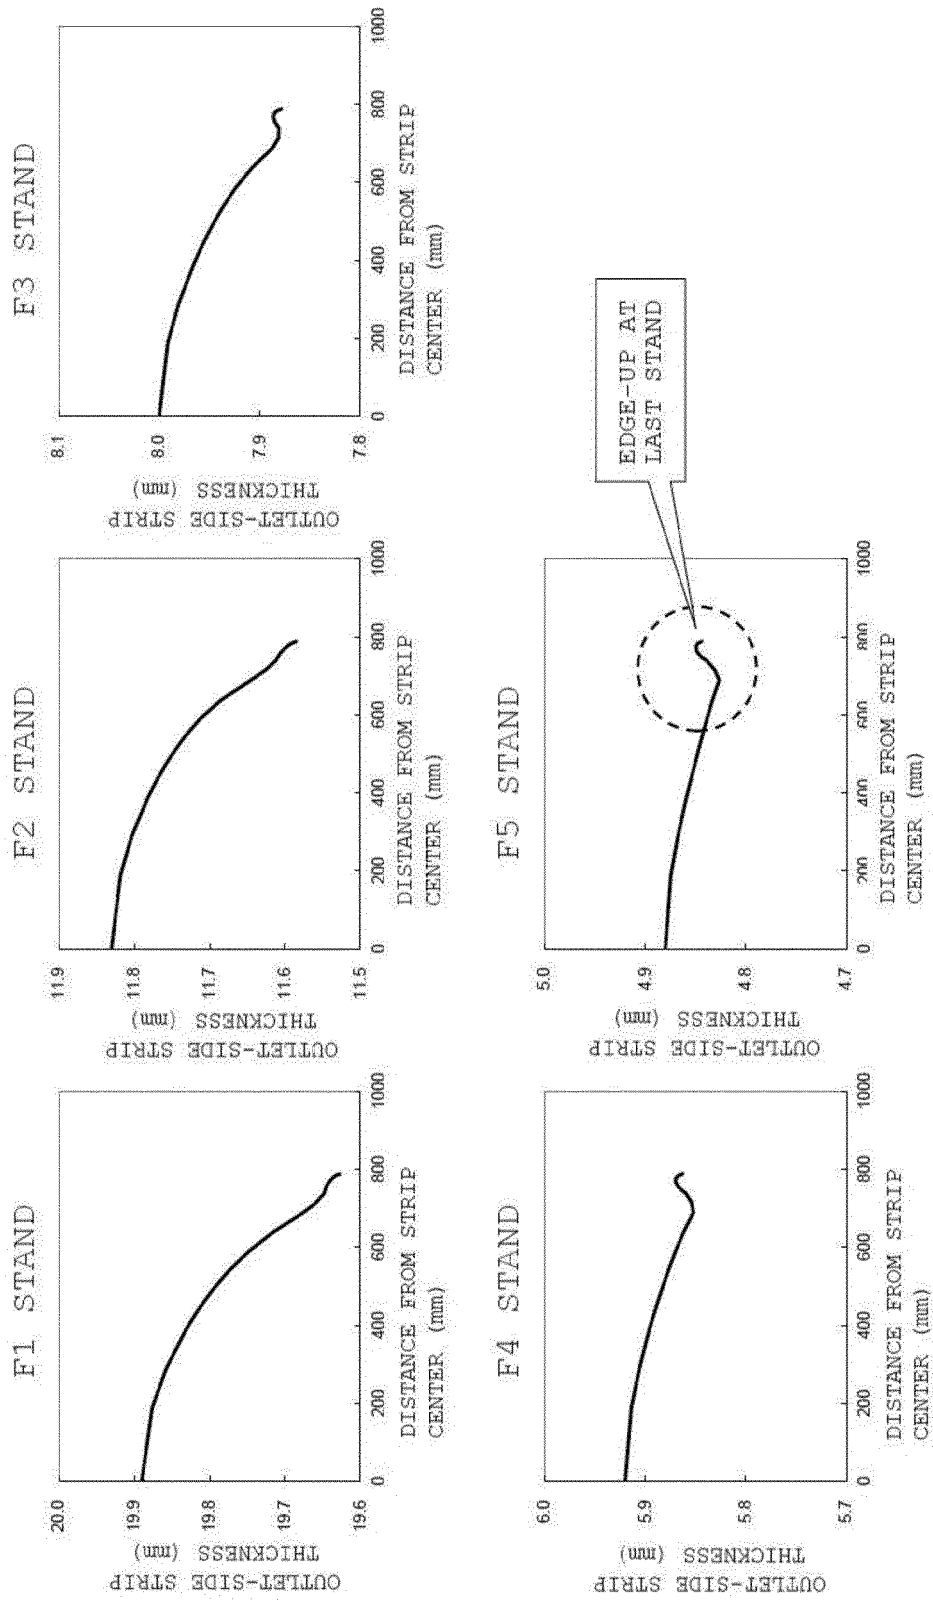 F1 STAND
20.0
19.9
19.8
19.7
19.6
OUTLET-SIDE STRIP
THICKNESS (mm)
0
200
400
600
800
1000
DISTANCE FROM STRIP
CENTER (mm)
F2 STAND
11.9
11.8
11.7
11.6
11.5
OUTLET-SIDE STRIP
THICKNESS (mm)
0
200
400
600
800
1000
DISTANCE FROM STRIP
CENTER (mm)
F3 STAND
8.1
8.0
7.9
7.8
OUTLET-SIDE STRIP
THICKNESS (mm)
0
200
400
600
800
1000
DISTANCE FROM STRIP
CENTER (mm)
F4 STAND
6.0
5.9
5.8
5.7
OUTLET-SIDE STRIP
THICKNESS (mm)
0
200
400
600
800
1000
DISTANCE FROM STRIP
CENTER (mm)
F5 STAND
5.0
4.9
4.8
4.7
OUTLET-SIDE STRIP
THICKNESS (mm)
0
200
400
600
800
1000
DISTANCE FROM STRIP
CENTER (mm)
EDGE-UP AT
LAST STAND